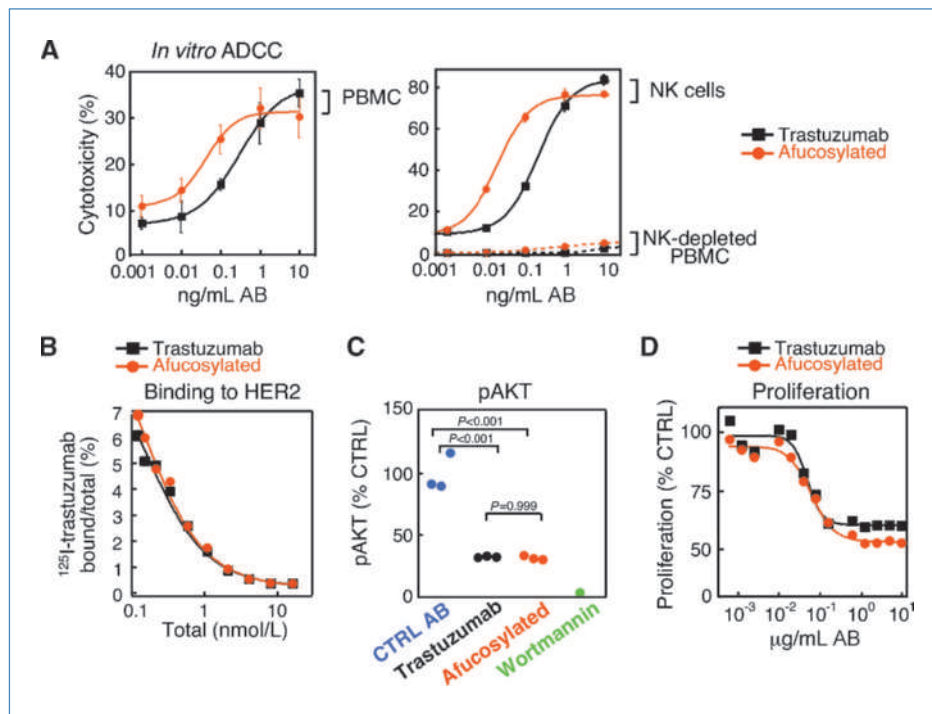 A
In vitro ADCC
Cytotoxicity (%)
40
30
20
10
0
0.001 0.01 0.1 1 10
ng/mL AB
PBMC
80
60
40
20
0
0.001 0.01 0.1 1 10
ng/mL AB
NK cells
Trastuzumab
Afucosylated
NK-depleted
PBMC
B
Trastuzumab
Afucosylated
Binding to HER2
¹²⁵I-trastuzumab
bound/total (%)
7
6
5
4
3
2
1
0
0.1 1 10
Total (nmol/L)
C
pAKT
pAKT (% CTRL)
150
100
50
0
P<0.001
P<0.001
P=0.999
CTRL AB
Trastuzumab
Afucosylated
Wortmannin
D
Trastuzumab
Afucosylated
Proliferation
Proliferation (% CTRL)
100
75
50
10⁻³ 10⁻² 10⁻¹ 10⁰ 10¹
μg/mL AB